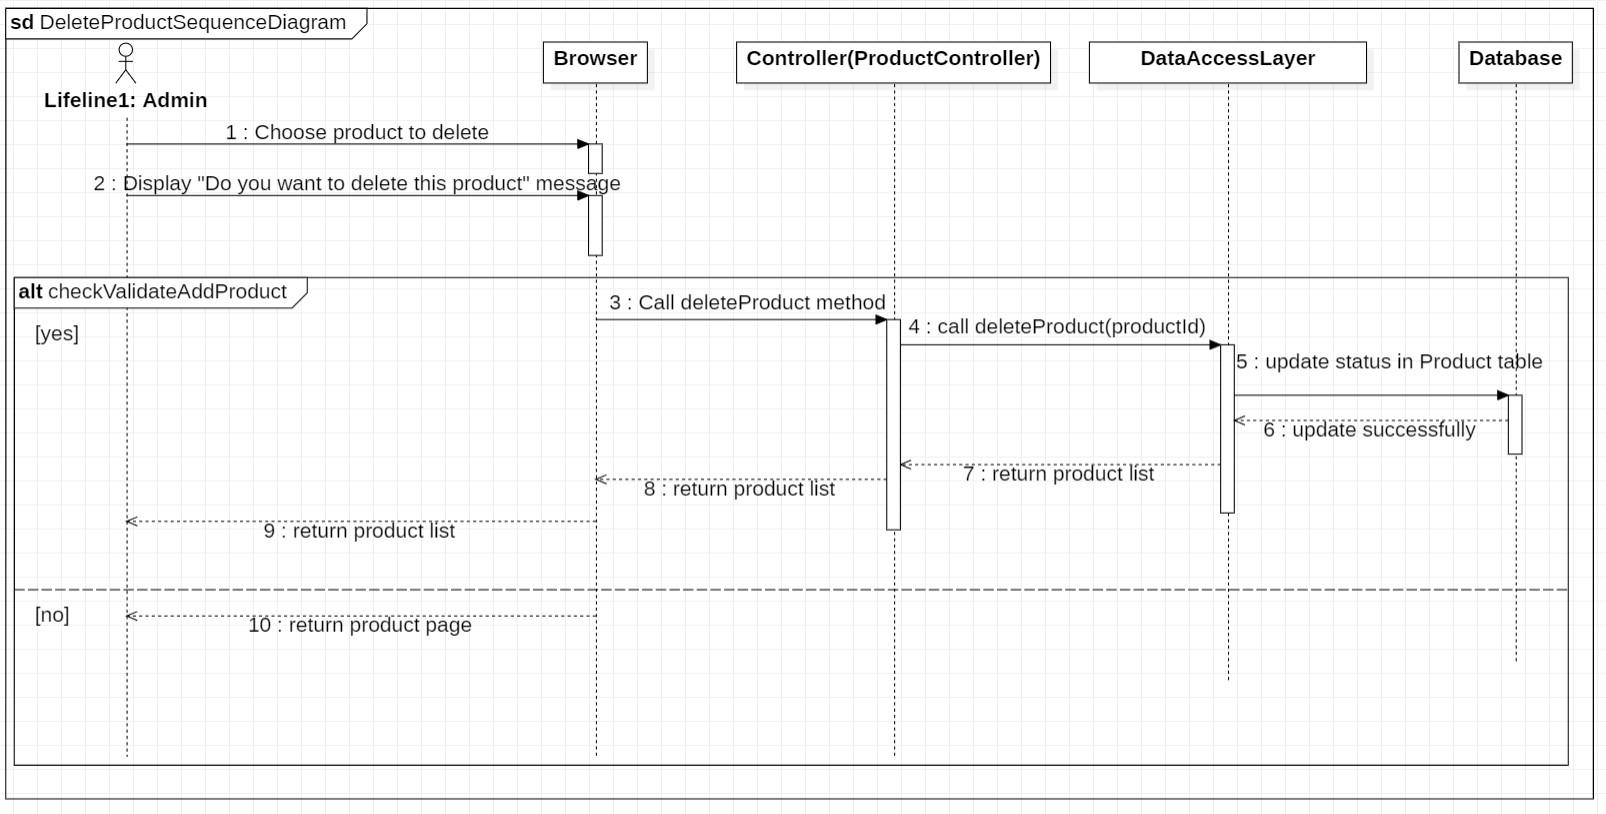 sd DeleteProductSequenceDiagram
Lifeline1: Admin
Browser
Controller(ProductController)
DataAccessLayer
Database
1 : Choose product to delete
2 : Display "Do you want to delete this product" message
alt checkValidateAddProduct
[yes]
3 : Call deleteProduct method
4 : call deleteProduct(productId)
5 : update status in Product table
6 : update successfully
7 : return product list
8 : return product list
9 : return product list
[no]
10 : return product page